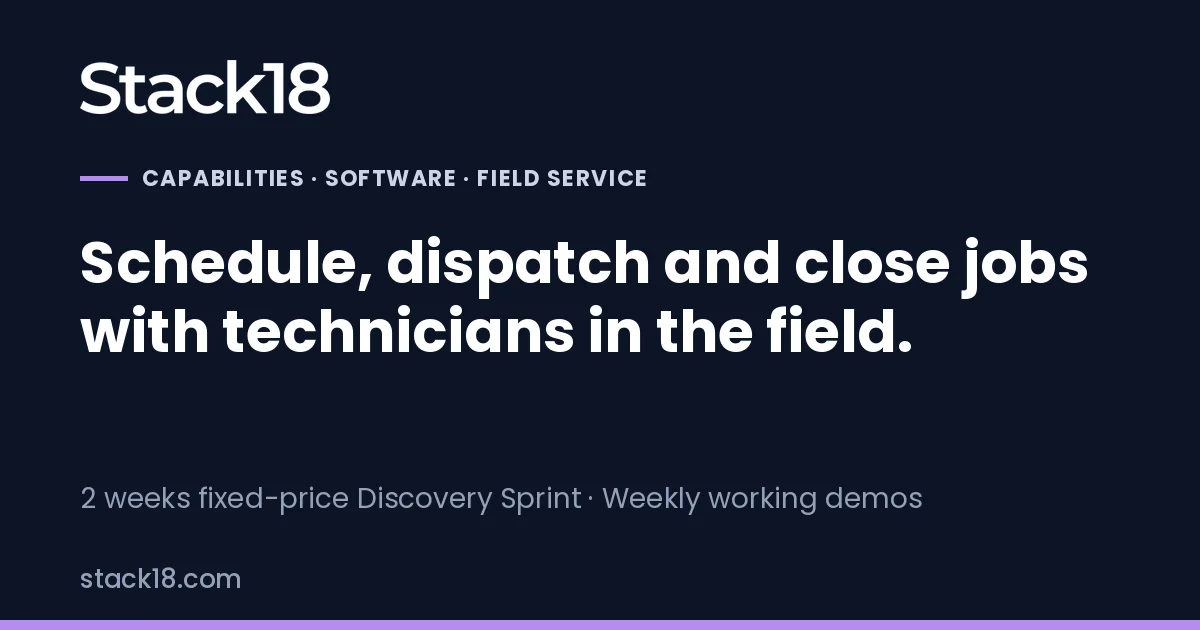 Stack18
CAPABILITIES · SOFTWARE · FIELD SERVICE
Schedule, dispatch and close jobs
with technicians in the field.
2 weeks fixed-price Discovery Sprint · Weekly working demos
stack18.com